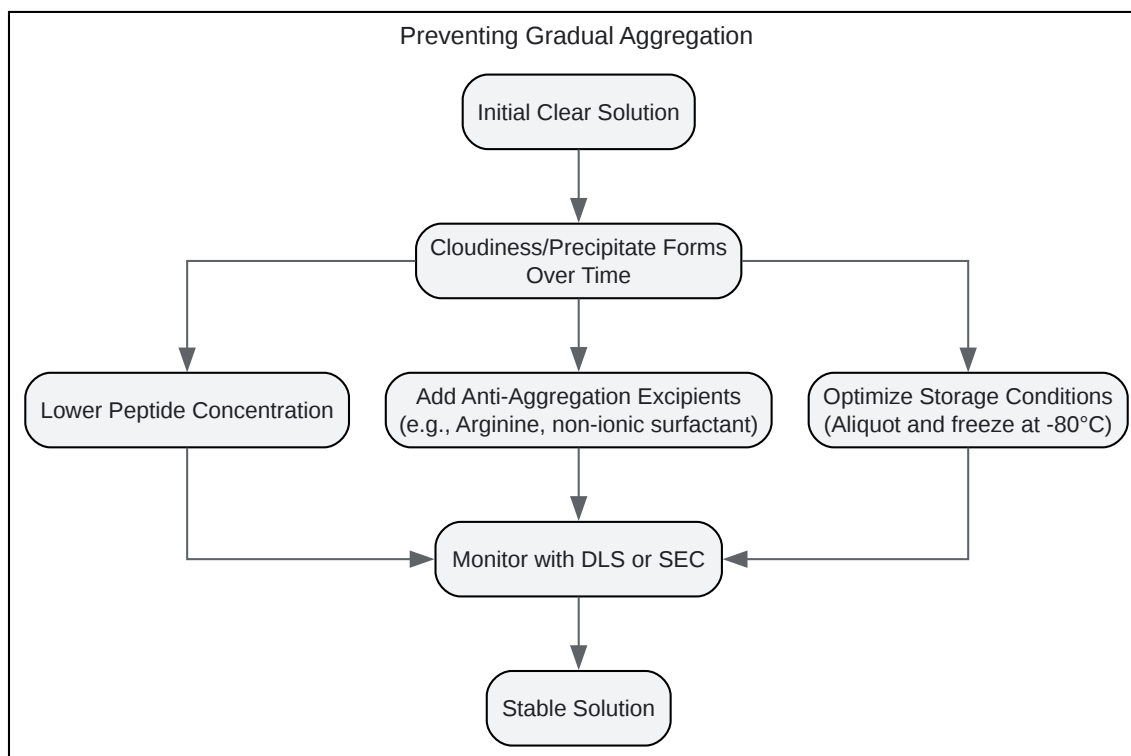 Preventing Gradual Aggregation
Initial Clear Solution
Cloudiness/Precipitate Forms
Over Time
Lower Peptide Concentration
Add Anti-Aggregation Excipients
(e.g., Arginine, non-ionic surfactant)
Optimize Storage Conditions
(Aliquot and freeze at -80°C)
Monitor with DLS or SEC
Stable Solution